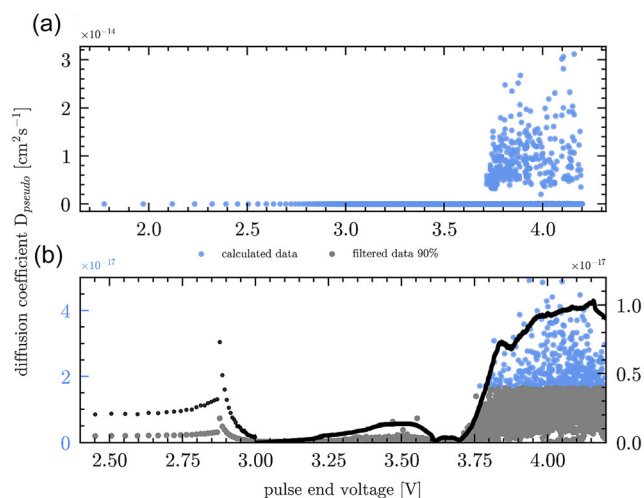 (a)
×10⁻¹⁴
3
2
1
0
2.0 2.5 3.0 3.5 4.0
diffusion coefficient D_pseudo [cm²s⁻¹]
calculated data filtered data 90%
(b)
×10⁻¹⁷ ×10⁻¹⁷
4
2
0
1.0
0.5
0.0
2.50 2.75 3.00 3.25 3.50 3.75 4.00
pulse end voltage [V]